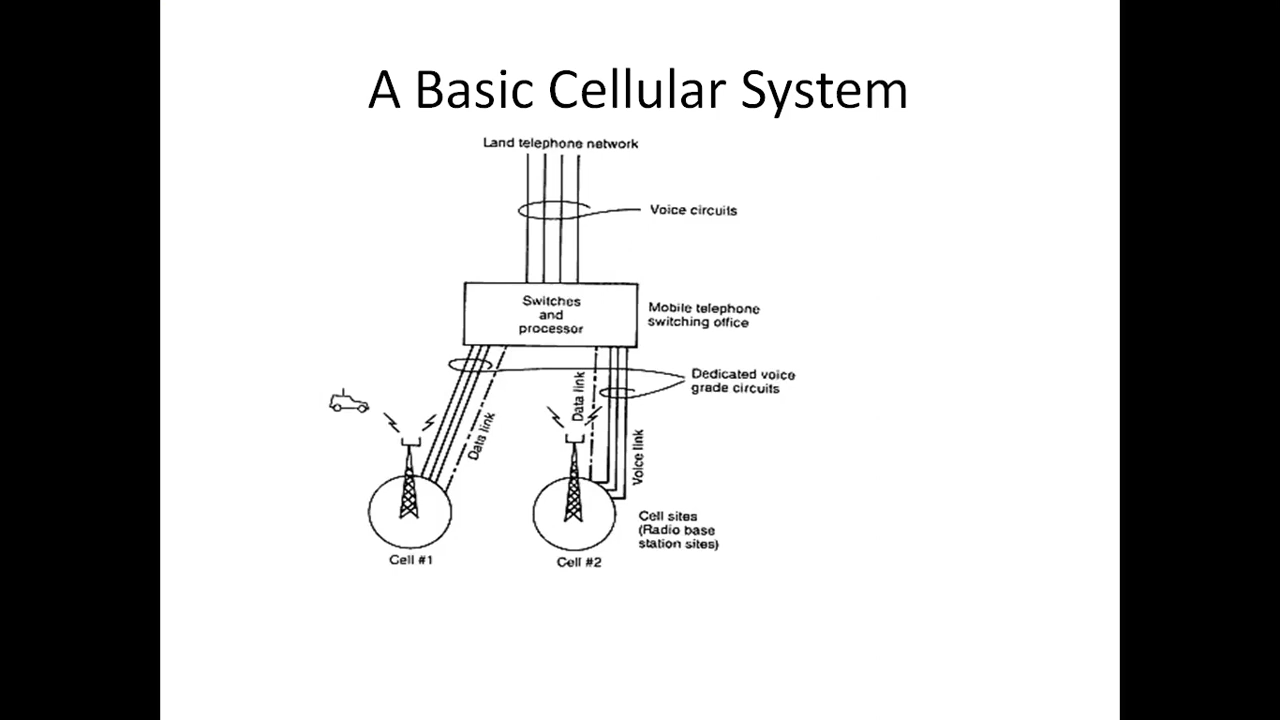 A Basic Cellular System
Land telephone network
Voice circuits
Switches
and
processor
Mobile telephone
switching office
Dedicated voice
grade circuits
Data link
Data link
Voice link
Cell sites
(Radio base
station sites)
Cell #1
Cell #2